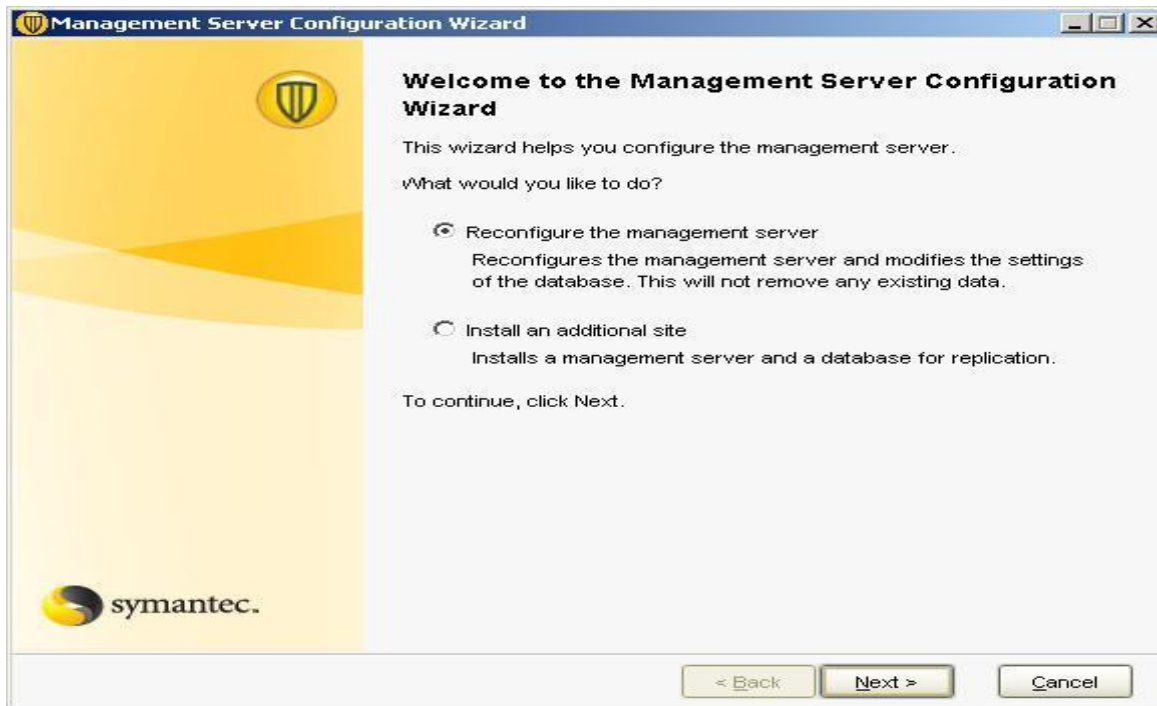 Management Server Configuration Wizard
Welcome to the Management Server Configuration
Wizard
This wizard helps you configure the management server.
What would you like to do?
Reconfigure the management server
Reconfigures the management server and modifies the settings
of the database. This will not remove any existing data.
Install an additional site
Installs a management server and a database for replication.
To continue, click Next.
symantec.
< Back
Next >
Cancel